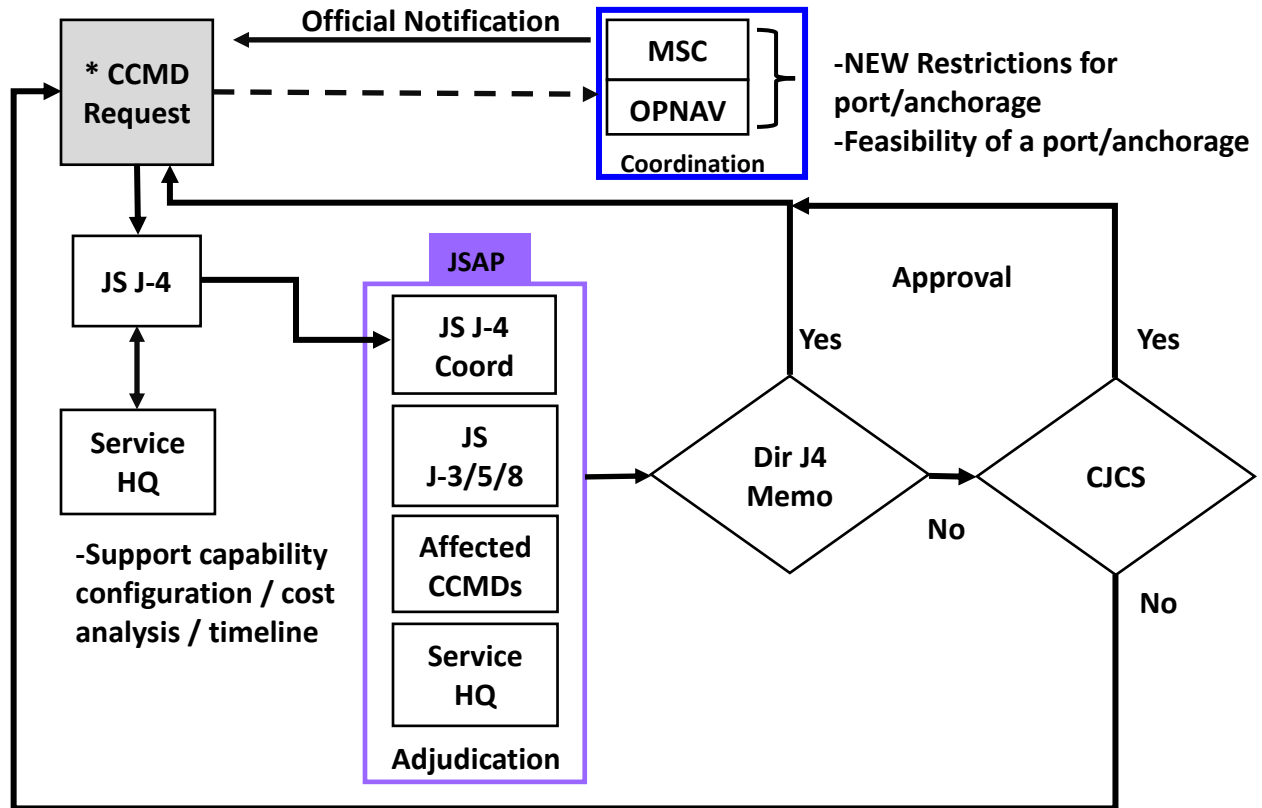 Official Notification
* CCMD
Request
MSC
OPNAV
Coordination
-NEW Restrictions for
port/anchorage
-Feasibility of a port/anchorage
JS J-4
Service
HQ
-Support capability
configuration / cost
analysis / timeline
JSAP
JS J-4
Coord
JS
J-3/5/8
Affected
CCMDs
Service
HQ
Adjudication
Dir J4
Memo
Yes
No
Approval
CJCS
Yes
No